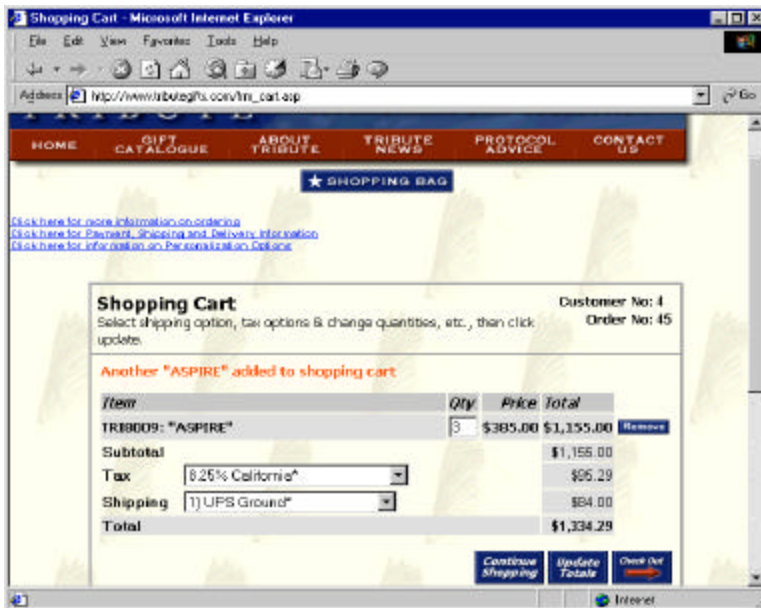 Shopping Cart - Microsoft Internet Explorer
File Edit View Favorites Tools Help
Address http://www.tributegifts.com/frm_cart.asp Go
TRIBUTE
HOME GIFT CATALOGUE ABOUT TRIBUTE TRIBUTE NEWS PROTOCOL ADVICE CONTACT US
SHOPPING BAG
Click here for more information on ordering
Click here for Payment, Shipping and Delivery Information
Click here for information on Personalization Options
Shopping Cart Customer No: 4
Select shipping option, tax options & change quantities, etc., then click Order No: 45
update.
Another "ASPIRE" added to shopping cart
Item Qty Price Total
TRIB009: "ASPIRE" 3 $385.00 $1,155.00 Remove
Subtotal $1,155.00
Tax 8.25% California* $95.29
Shipping 1) UPS Ground* $84.00
Total $1,334.29
Continue Shopping Update Totals Check Out
Internet